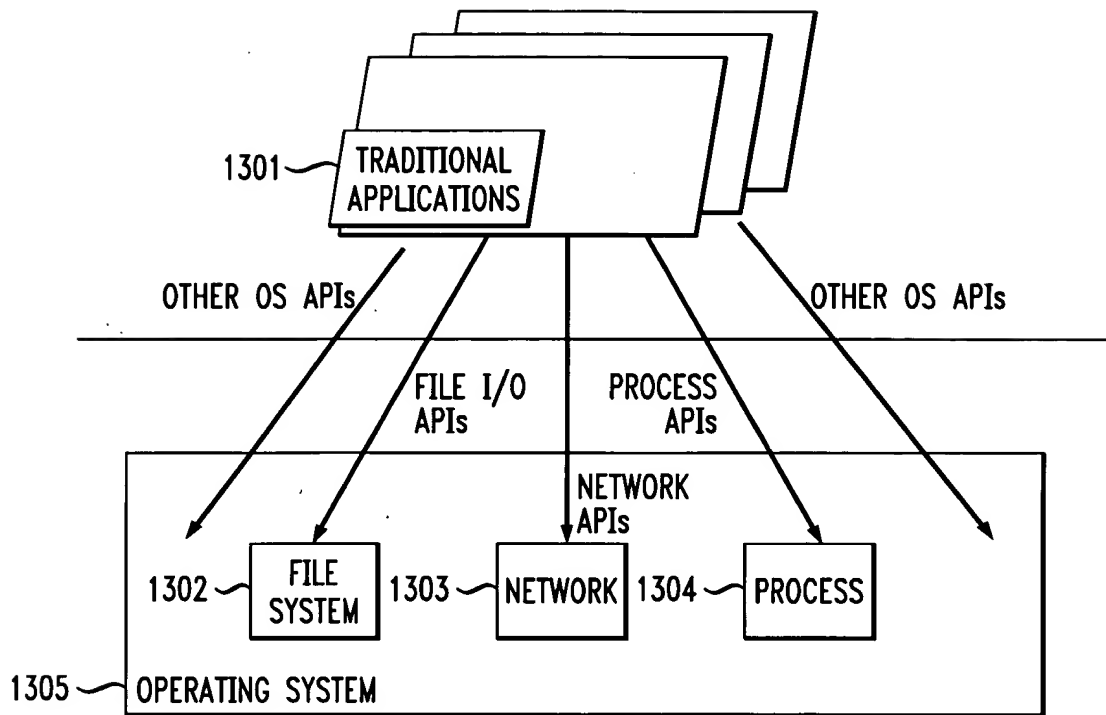 1301
TRADITIONAL
APPLICATIONS
OTHER OS APIs
OTHER OS APIs
FILE I/O
APIs
PROCESS
APIs
NETWORK
APIs
1302
FILE
SYSTEM
1303
NETWORK
1304
PROCESS
1305
OPERATING SYSTEM